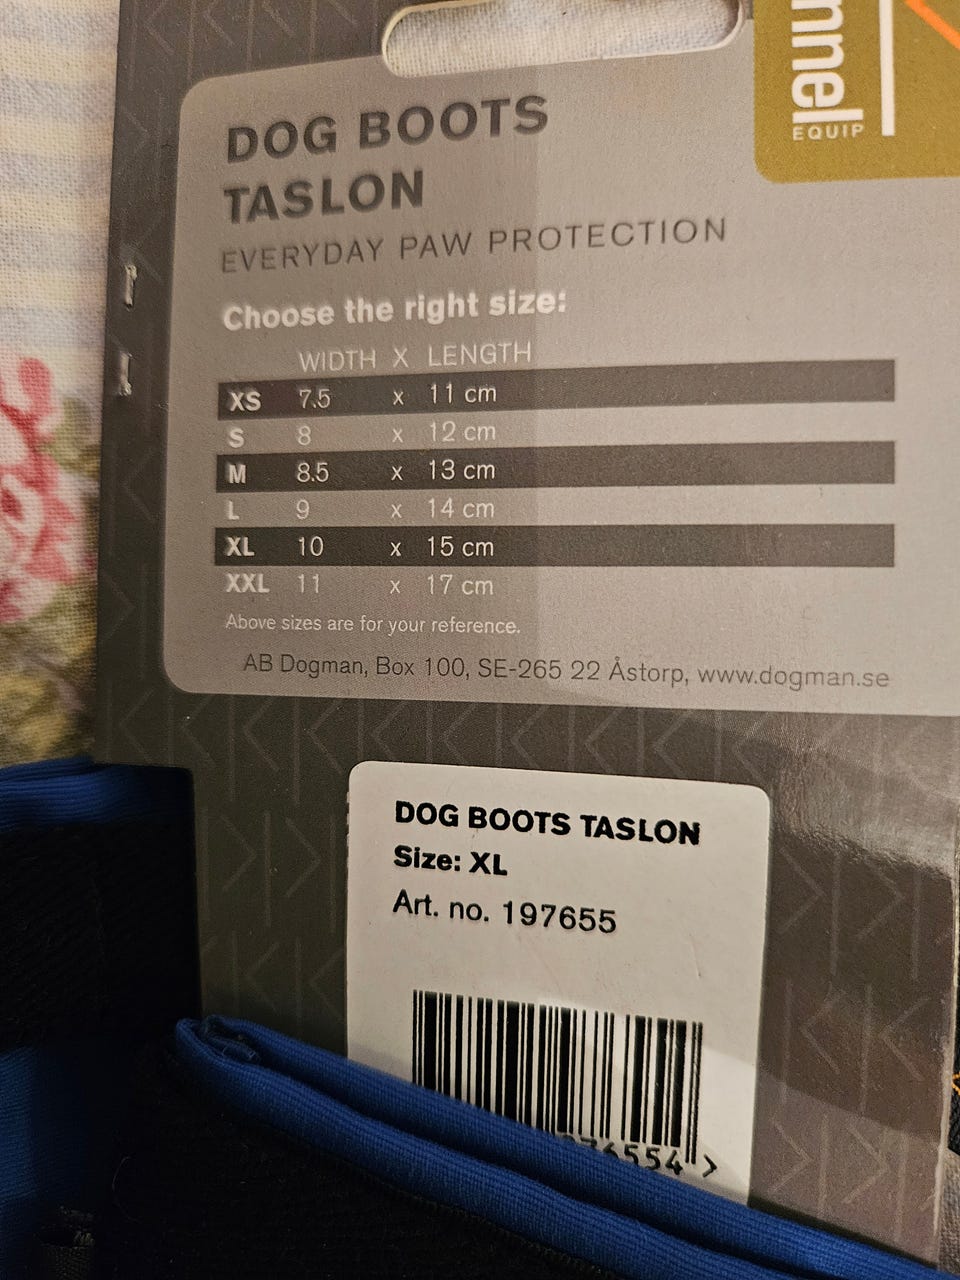 EQUIP
DOG BOOTS
TASLON
EVERYDAY PAW PROTECTION
Choose the right size:
WIDTH X LENGTH
XS 7.5 x 11 cm
S 8 x 12 cm
M 8.5 x 13 cm
L 9 x 14 cm
XL 10 x 15 cm
XXL 11 x 17 cm
Above sizes are for your reference.
AB Dogman, Box 100, SE-265 22 Åstorp, www.dogman.se
DOG BOOTS TASLON
Size: XL
Art. no. 197655